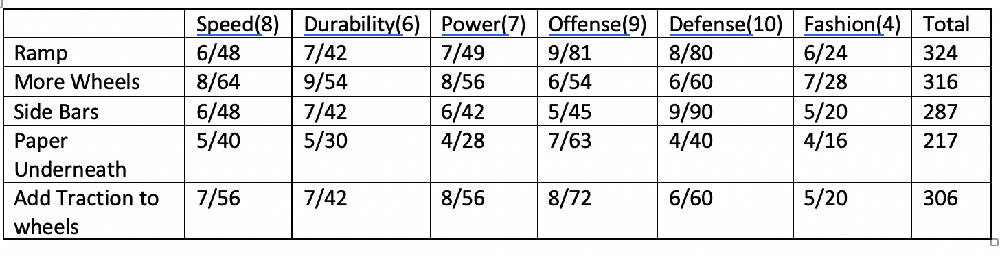 Speed(8) Durability(6) Power(7) Offense(9) Defense(10) Fashion(4) Total
Ramp 6/48 7/42 7/49 9/81 8/80 6/24 324
More Wheels 8/64 9/54 8/56 6/54 6/60 7/28 316
Side Bars 6/48 7/42 6/42 5/45 9/90 5/20 287
Paper 5/40 5/30 4/28 7/63 4/40 4/16 217
Underneath
Add Traction to 7/56 7/42 8/56 8/72 6/60 5/20 306
wheels